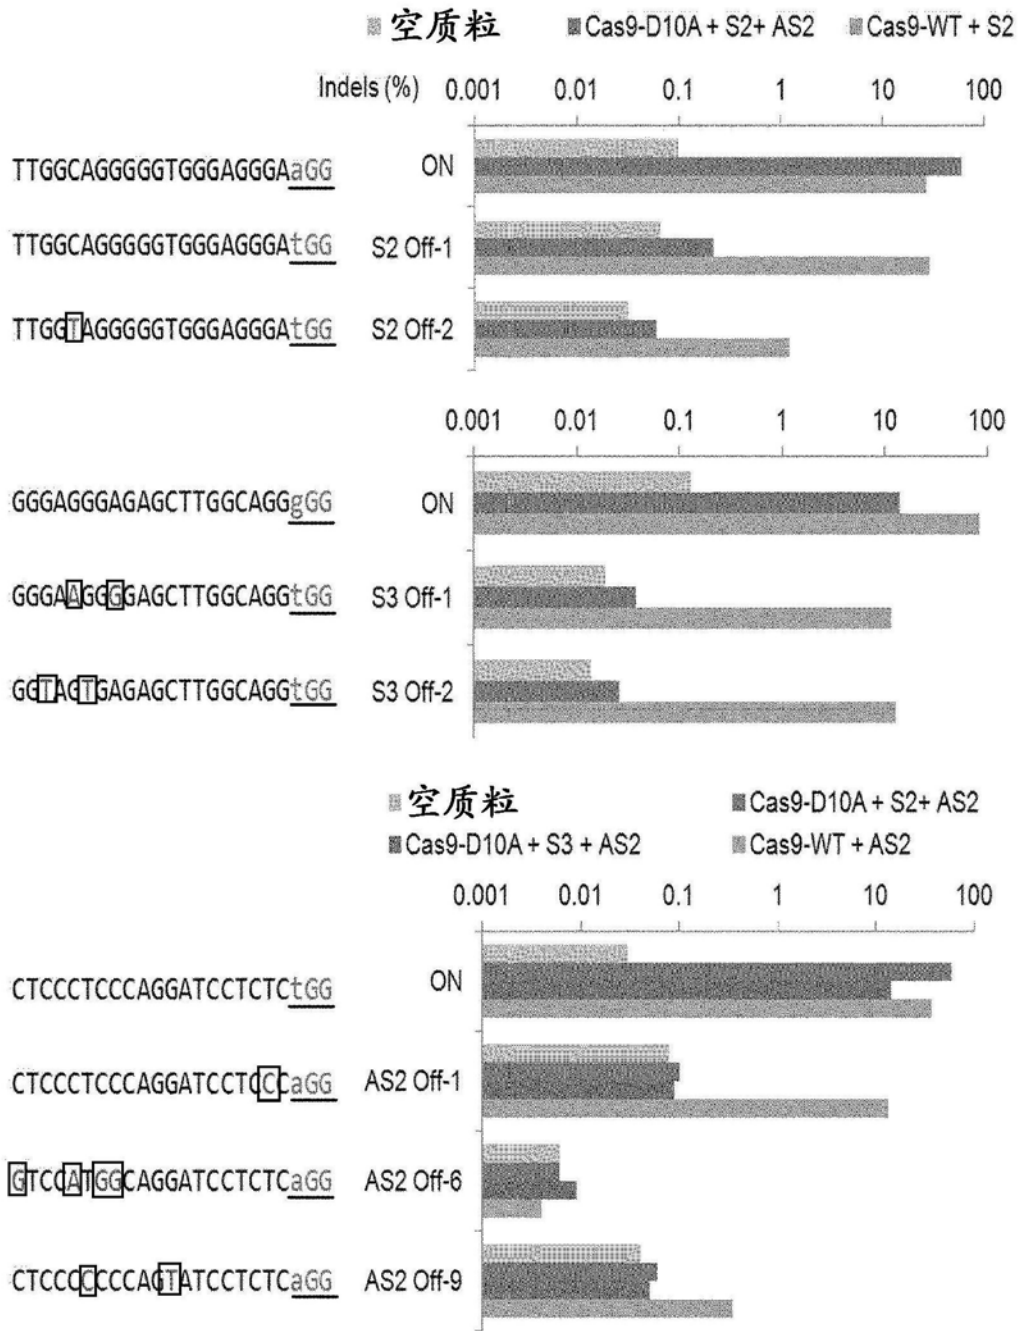 空质粒 Cas9-D10A + S2+ AS2 Cas9-WT + S2
Indels (%) 0.001 0.01 0.1 1 10 100
TTGGCAGGGGGTGGGAGGGAaGG ON
TTGGCAGGGGGTGGGAGGGAtGG S2 Off-1
TTGGTAGGGGGTGGGAGGGAtGG S2 Off-2
0.001 0.01 0.1 1 10 100
GGGAGGGAGAGCTTGGCAGGgGG ON
GGGAAGGGGAGCTTGGCAGGtGG S3 Off-1
GGTAGTGAGAGCTTGGCAGGtGG S3 Off-2
空质粒 Cas9-D10A + S2+ AS2
Cas9-D10A + S3 + AS2 Cas9-WT + AS2
0.001 0.01 0.1 1 10 100
CTCCCTCCCAGGATCCTCTCtGG ON
CTCCCTCCCAGGATCCTCCCaGG AS2 Off-1
GTCCATGGCAGGATCCTCTCaGG AS2 Off-6
CTCCCCCCCAGTATCCTCTCaGG AS2 Off-9